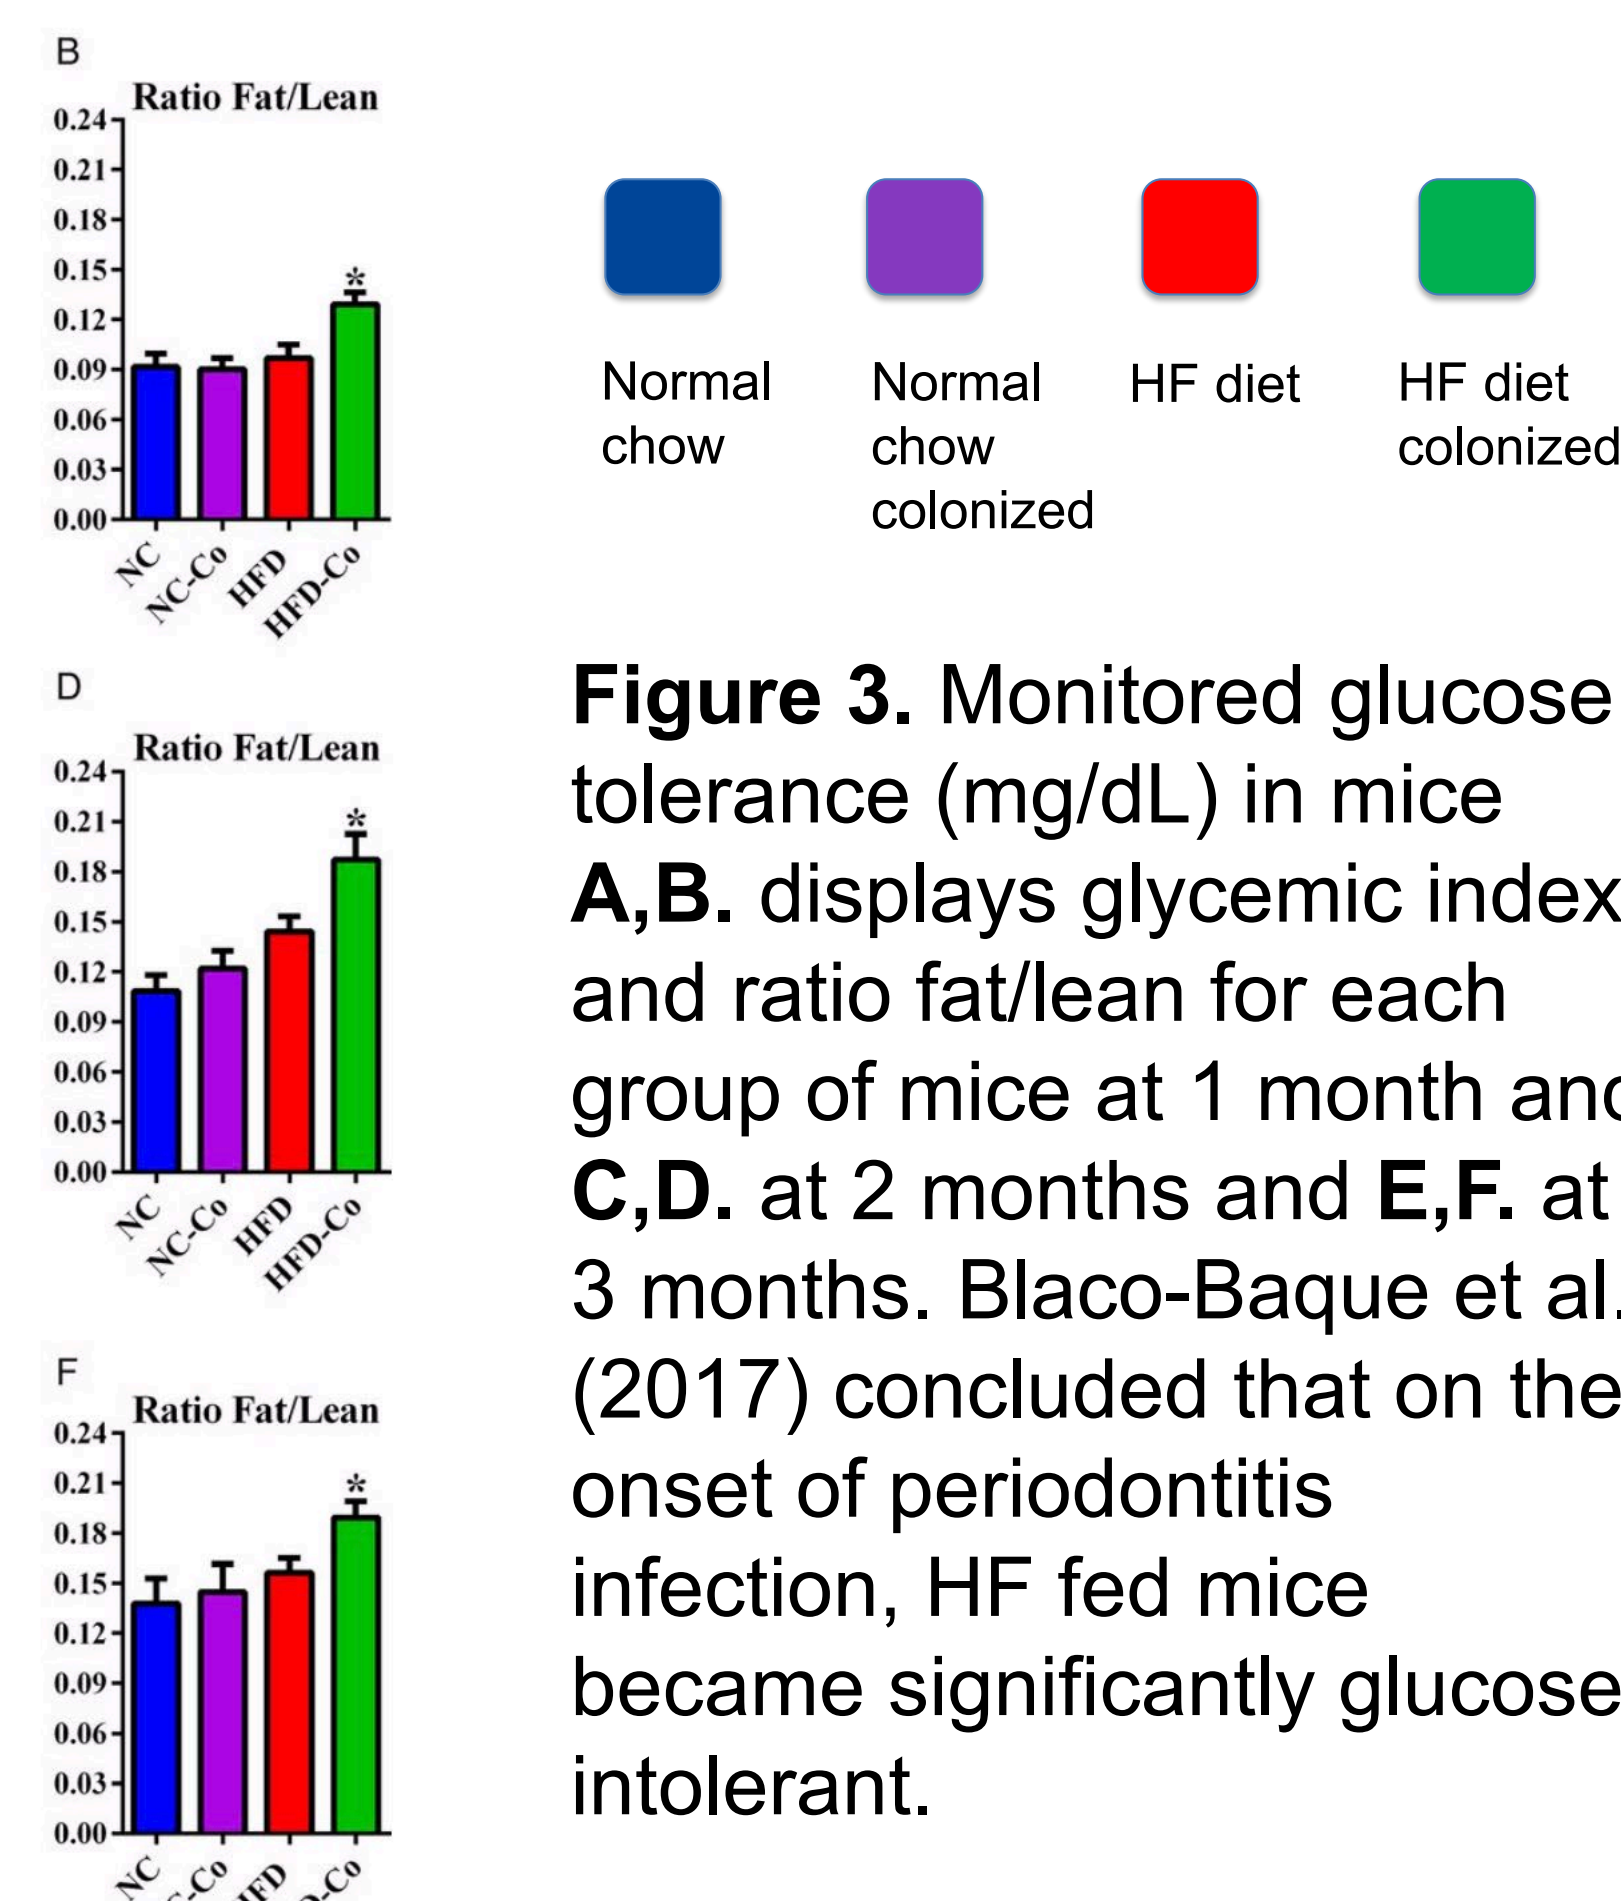 B
Ratio Fat/Lean
0.24
0.21
0.18
0.15
0.12
0.09
0.06
0.03
0.00
*
NC
NC-Co
HFD
HFD-Co
Normal
chow
Normal
chow
colonized
HF diet
HF diet
colonized
D
Ratio Fat/Lean
0.24
0.21
0.18
0.15
0.12
0.09
0.06
0.03
0.00
*
NC
NC-Co
HFD
HFD-Co
F
Ratio Fat/Lean
0.24
0.21
0.18
0.15
0.12
0.09
0.06
0.03
0.00
*
NC
Figure 3. Monitored glucose
tolerance (mg/dL) in mice
A,B. displays glycemic index
and ratio fat/lean for each
group of mice at 1 month and
C,D. at 2 months and E,F. at
3 months. Blaco-Baque et al.
(2017) concluded that on the
onset of periodontitis
infection, HF fed mice
became significantly glucose
intolerant.